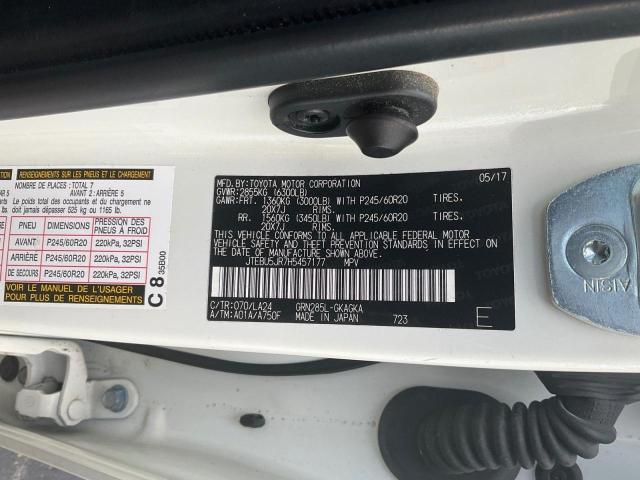 RENSEIGNEMENTS SUR LES PNEUS ET LE CHARGEMENT
NOMBRE DE PLACES : TOTAL 7
AVANT 2 : ARRIÈRE 5
Le poids total des occupants et du chargement ne
doit pas dépasser 525 kg ou 1165 lb.
PNEU DIMENSIONS PRESSION DES PNEUS À FROID
AVANT P245/60R20 220kPa, 32PSI
ARRIÈRE P245/60R20 220kPa, 32PSI
DE SECOURS P245/60R20 220kPa, 32PSI
VOIR LE MANUEL DE L'USAGER
POUR PLUS DE RENSEIGNEMENTS
C 8 35B00
MFD.BY:TOYOTA MOTOR CORPORATION 05/17
GVWR:2855KG (6300LB)
GAWR:FRT. 1360KG (3000LB) WITH P245/60R20 TIRES.
20X7J RIMS.
RR. 1560KG (3450LB) WITH P245/60R20 TIRES.
20X7J RIMS.
THIS VEHICLE CONFORMS TO ALL APPLICABLE FEDERAL MOTOR
VEHICLE SAFETY AND THEFT PREVENTION STANDARDS IN EFFECT
ON THE DATE OF MANUFACTURE SHOWN ABOVE.
JTEBU5JR7H5457177 MPV
C/TR:070/LA24 GRN285L-GKAGKA
A/TM:A01A/A750F MADE IN JAPAN 723 E
AISIN